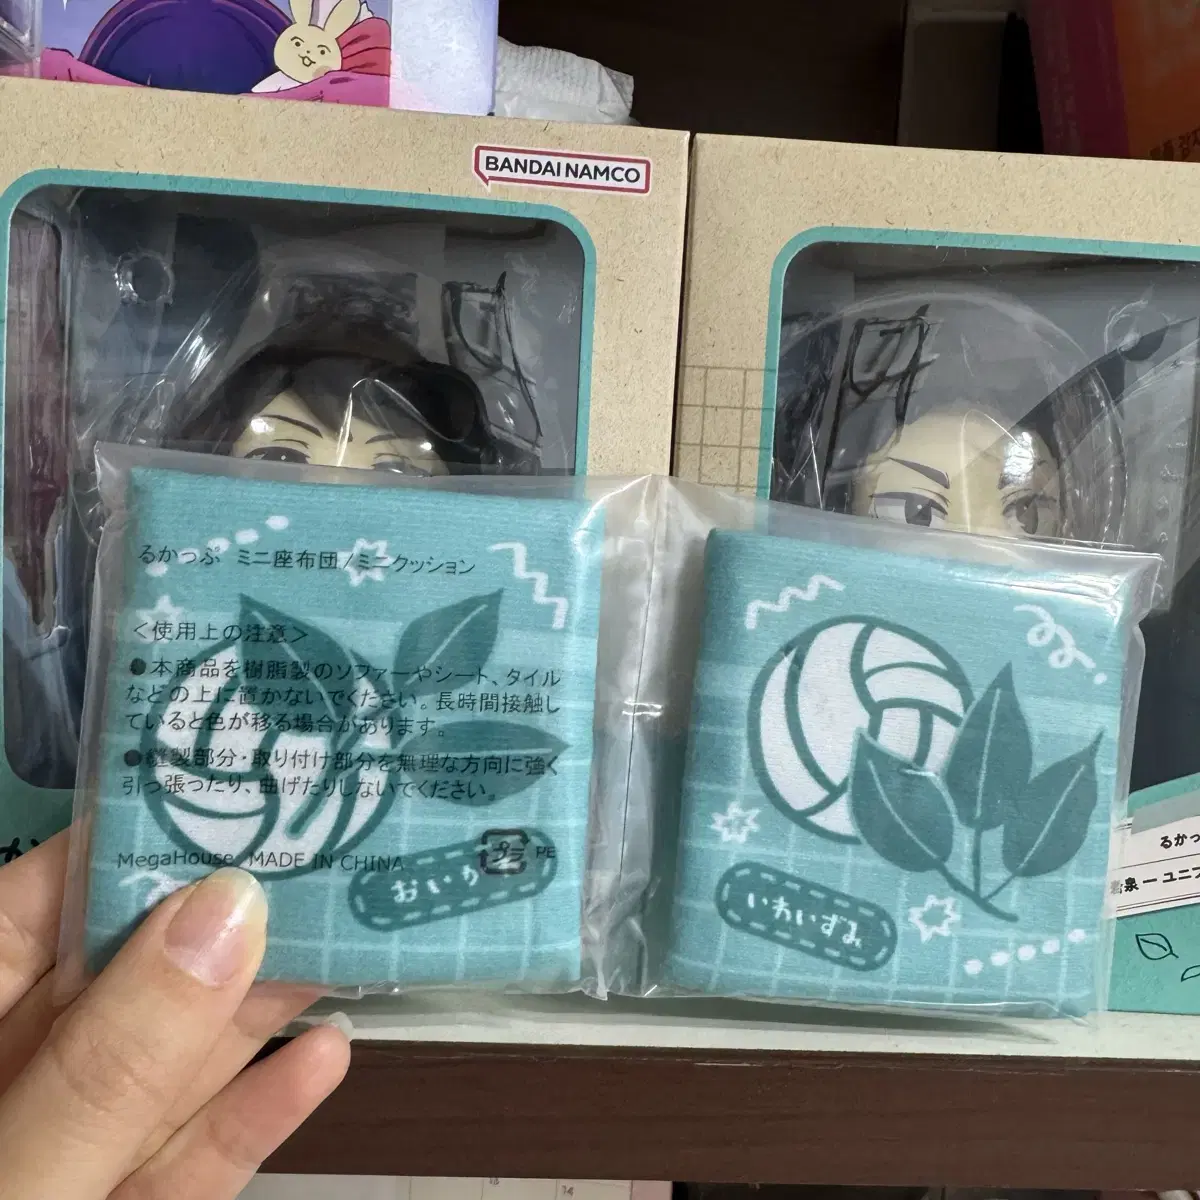 BANDAI NAMCO
るかっぷ ミニ座布団/ミニクッション
<使用上の注意>
●本商品を樹脂製のソファーやシート、タイル
などの上に置かないでください。長時間接触し
ていると色が移る場合があります。
●縫製部分・取り付け部分を無理な方向に強く
引っ張ったり、曲げたりしないでください。
MegaHouse MADE IN CHINA
プラ PE
おいか
いわいずみ
るかっ
岩泉 ー ユニフ
14